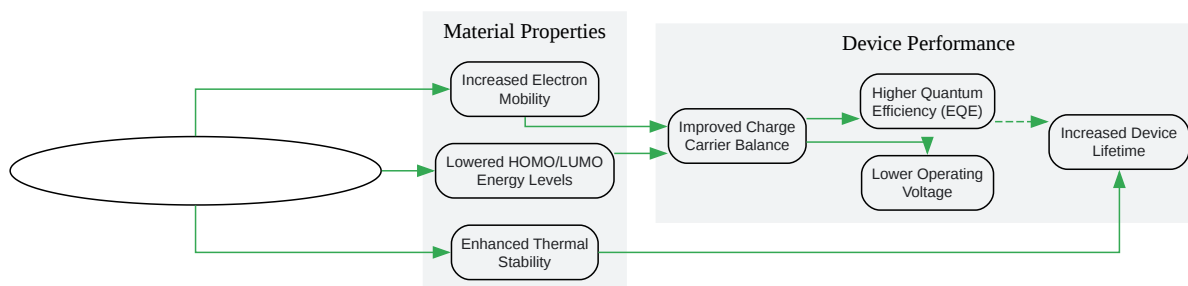 Material Properties
Device Performance
Increased Electron
Mobility
Lowered HOMO/LUMO
Energy Levels
Enhanced Thermal
Stability
Improved Charge
Carrier Balance
Higher Quantum
Efficiency (EQE)
Lower Operating
Voltage
Increased Device
Lifetime